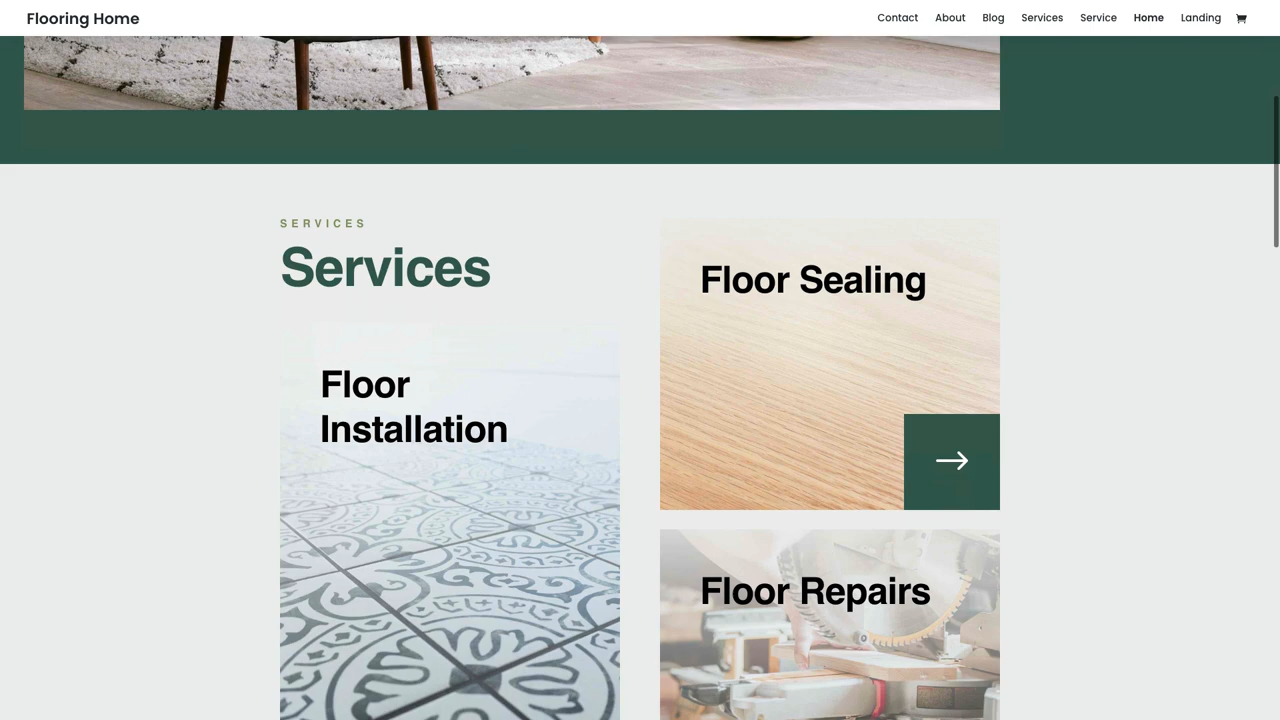 Flooring Home
Contact About Blog Services Service Home Landing
SERVICES
Services
Floor Sealing
Floor
Installation
Floor Repairs